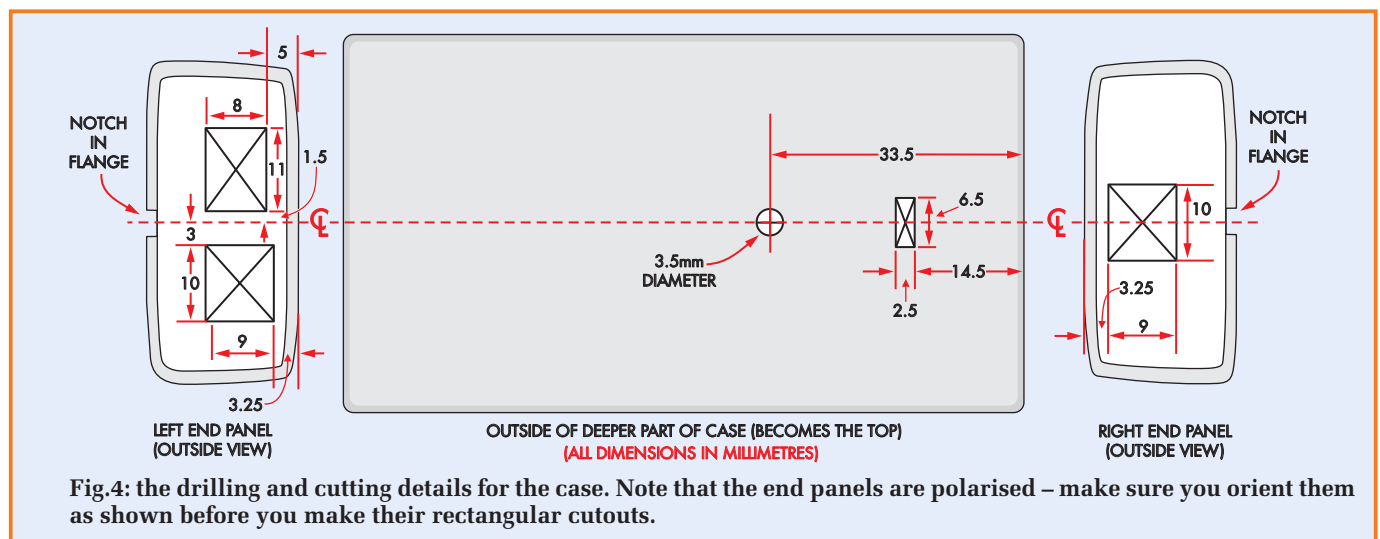 5
8
NOTCH
IN
FLANGE
11
1.5
3
10
9
3.25
LEFT END PANEL
(OUTSIDE VIEW)
℄
33.5
6.5
3.5mm
DIAMETER
14.5
2.5
OUTSIDE OF DEEPER PART OF CASE (BECOMES THE TOP)
(ALL DIMENSIONS IN MILLIMETRES)
℄
NOTCH
IN
FLANGE
10
3.25
9
RIGHT END PANEL
(OUTSIDE VIEW)
Fig.4: the drilling and cutting details for the case. Note that the end panels are polarised – make sure you orient them
as shown before you make their rectangular cutouts.